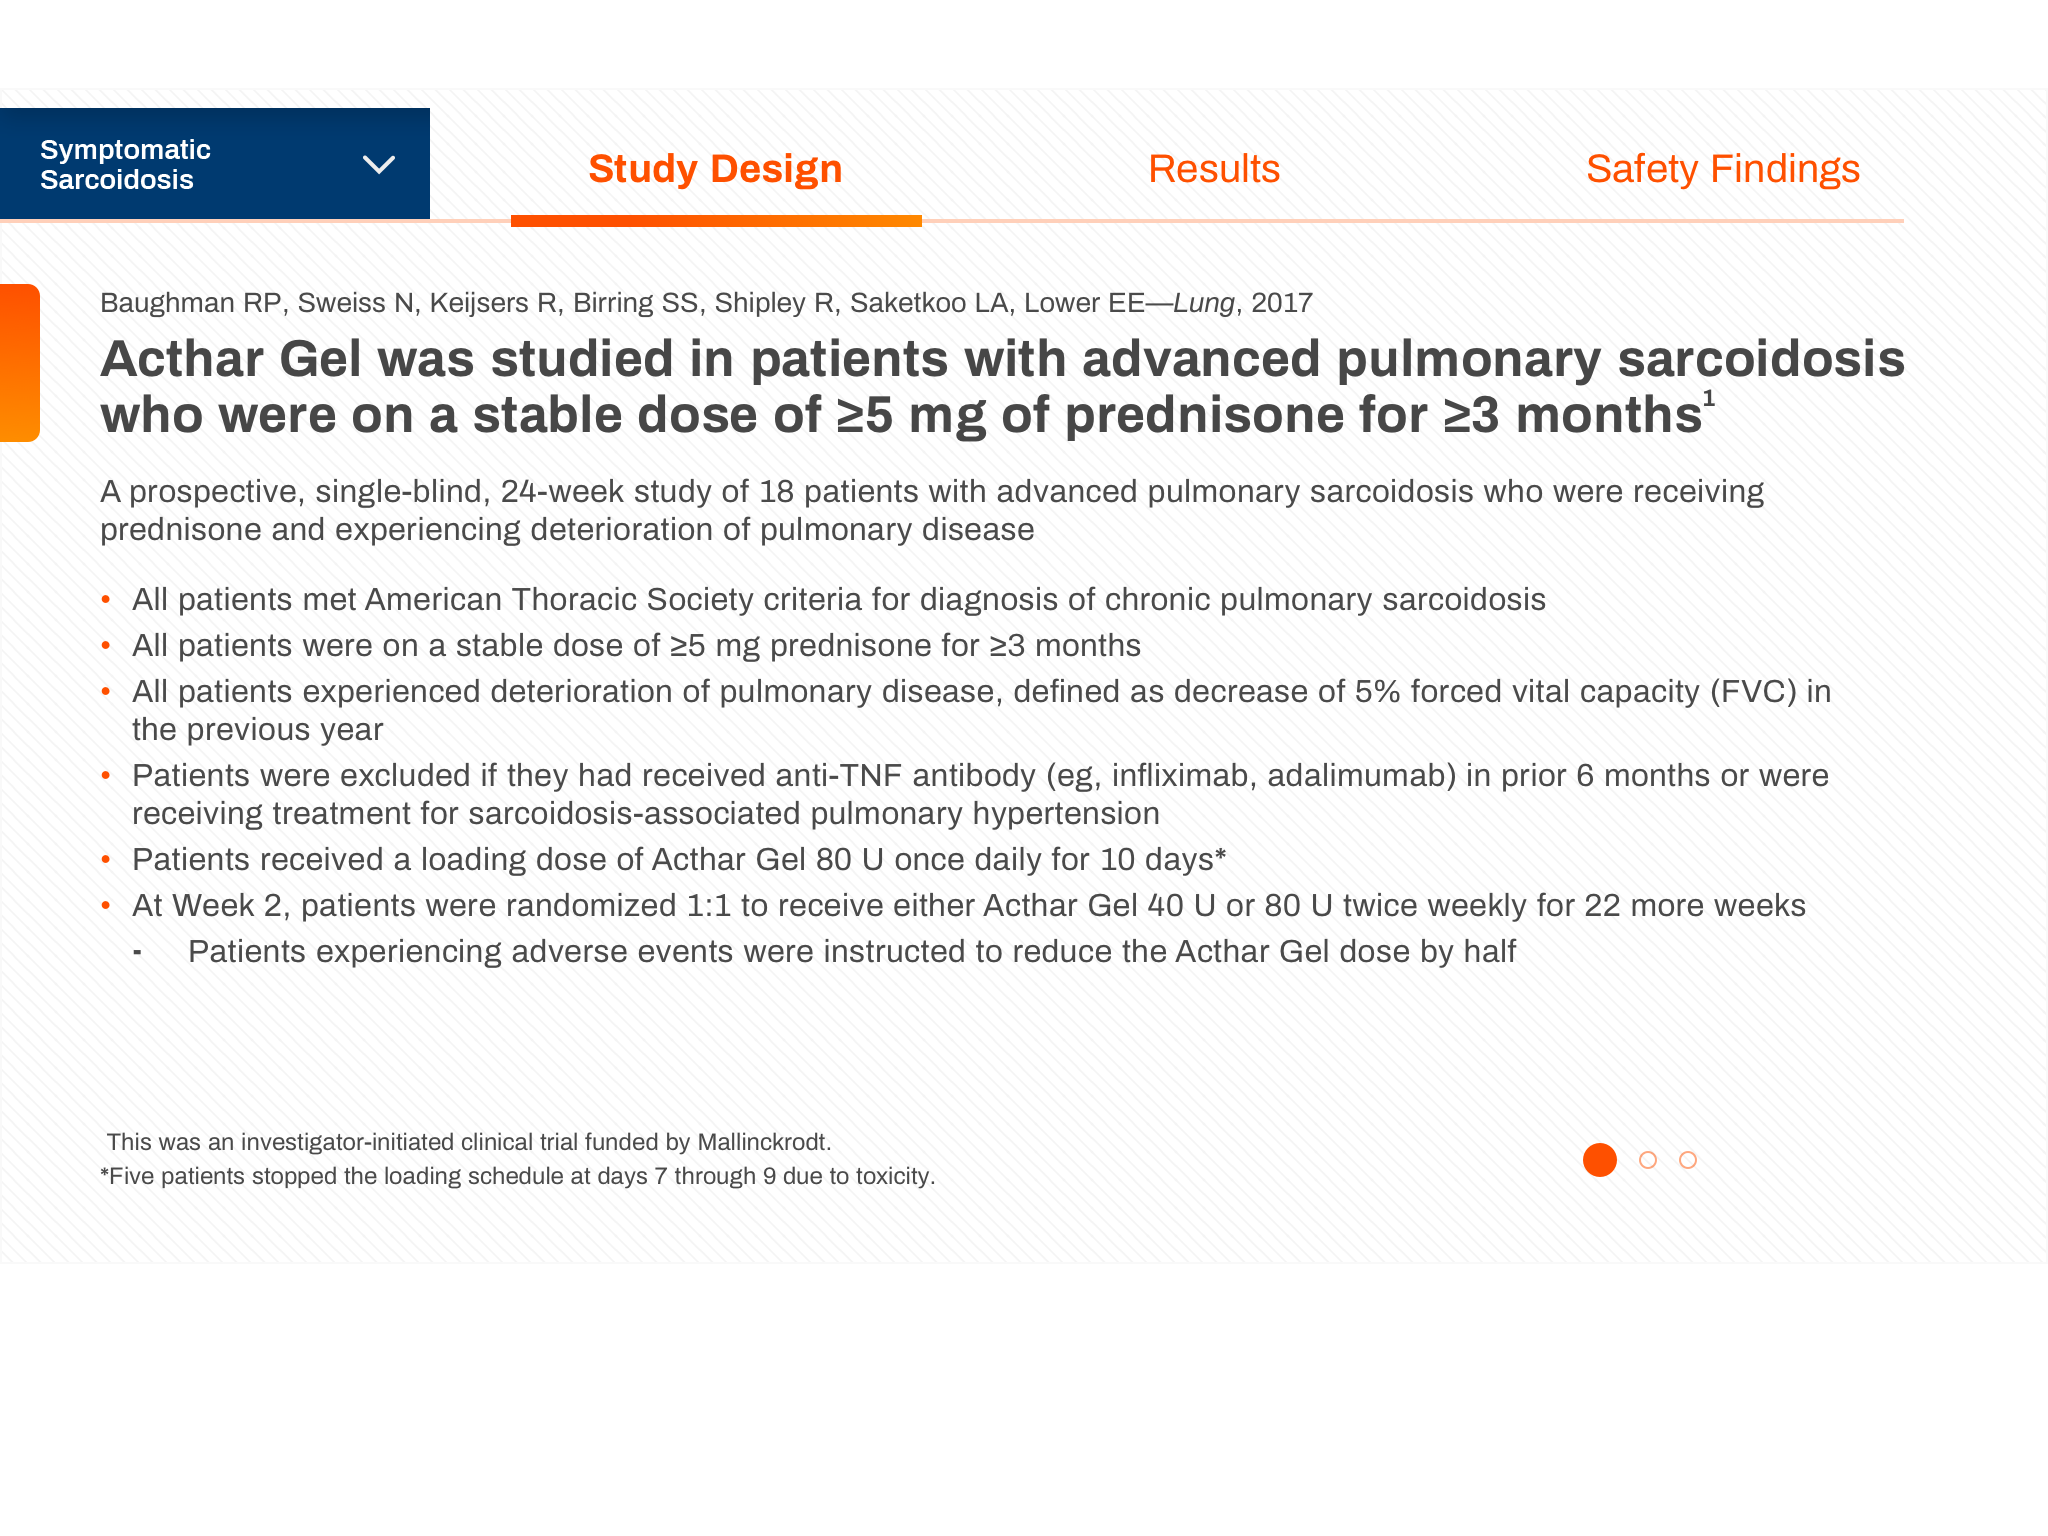 Symptomatic
Sarcoidosis
Study Design
Results
Safety Findings
Baughman RP, Sweiss N, Keijsers R, Birring SS, Shipley R, Saketkoo LA, Lower EE—Lung, 2017
Acthar Gel was studied in patients with advanced pulmonary sarcoidosis
who were on a stable dose of ≥5 mg of prednisone for ≥3 months¹
A prospective, single-blind, 24-week study of 18 patients with advanced pulmonary sarcoidosis who were receiving
prednisone and experiencing deterioration of pulmonary disease
• All patients met American Thoracic Society criteria for diagnosis of chronic pulmonary sarcoidosis
• All patients were on a stable dose of ≥5 mg prednisone for ≥3 months
• All patients experienced deterioration of pulmonary disease, defined as decrease of 5% forced vital capacity (FVC) in
the previous year
• Patients were excluded if they had received anti-TNF antibody (eg, infliximab, adalimumab) in prior 6 months or were
receiving treatment for sarcoidosis-associated pulmonary hypertension
• Patients received a loading dose of Acthar Gel 80 U once daily for 10 days*
• At Week 2, patients were randomized 1:1 to receive either Acthar Gel 40 U or 80 U twice weekly for 22 more weeks
- Patients experiencing adverse events were instructed to reduce the Acthar Gel dose by half
This was an investigator-initiated clinical trial funded by Mallinckrodt.
*Five patients stopped the loading schedule at days 7 through 9 due to toxicity.